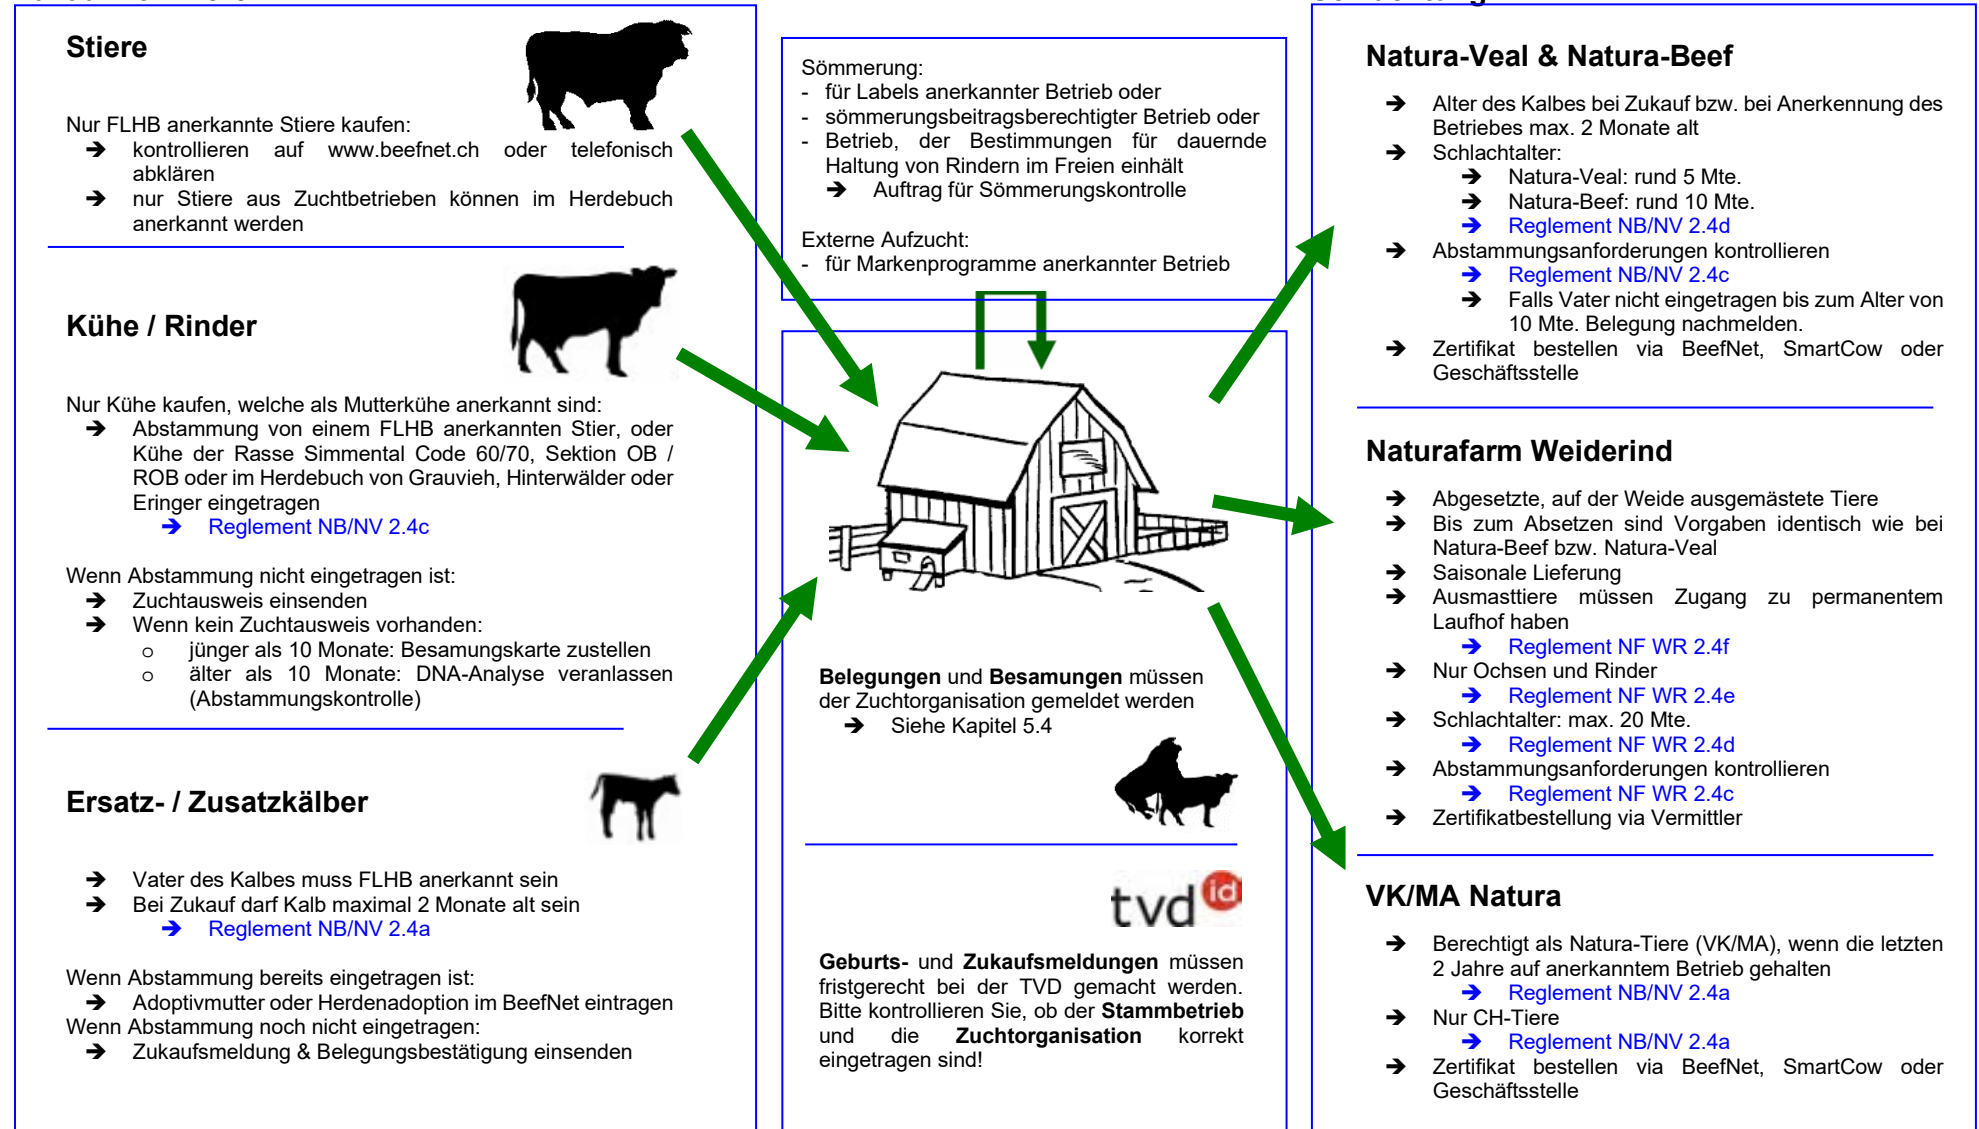 Stiere
Nur FLHB anerkannte Stiere kaufen:
➔ kontrollieren auf www.beefnet.ch oder telefonisch
abklären
➔ nur Stiere aus Zuchtbetrieben können im Herdebuch
anerkannt werden
Kühe / Rinder
Nur Kühe kaufen, welche als Mutterkühe anerkannt sind:
➔ Abstammung von einem FLHB anerkannten Stier, oder
Kühe der Rasse Simmental Code 60/70, Sektion OB /
ROB oder im Herdebuch von Grauvieh, Hinterwälder oder
Eringer eingetragen
➔ Reglement NB/NV 2.4c
Wenn Abstammung nicht eingetragen ist:
➔ Zuchtausweis einsenden
➔ Wenn kein Zuchtausweis vorhanden:
o jünger als 10 Monate: Besamungskarte zustellen
o älter als 10 Monate: DNA-Analyse veranlassen
(Abstammungskontrolle)
Ersatz- / Zusatzkälber
➔ Vater des Kalbes muss FLHB anerkannt sein
➔ Bei Zukauf darf Kalb maximal 2 Monate alt sein
➔ Reglement NB/NV 2.4a
Wenn Abstammung bereits eingetragen ist:
➔ Adoptivmutter oder Herdenadoption im BeefNet eintragen
Wenn Abstammung noch nicht eingetragen:
➔ Zukaufsmeldung & Belegungsbestätigung einsenden
Sömmerung:
- für Labels anerkannter Betrieb oder
- sömmerungsbeitragsberechtigter Betrieb oder
- Betrieb, der Bestimmungen für dauernde
Haltung von Rindern im Freien einhält
➔ Auftrag für Sömmerungskontrolle
Externe Aufzucht:
- für Markenprogramme anerkannter Betrieb
Belegungen und Besamungen müssen
der Zuchtorganisation gemeldet werden
➔ Siehe Kapitel 5.4
tvd id
Geburts- und Zukaufsmeldungen müssen
fristgerecht bei der TVD gemacht werden.
Bitte kontrollieren Sie, ob der Stammbetrieb
und die Zuchtorganisation korrekt
eingetragen sind!
Natura-Veal & Natura-Beef
➔ Alter des Kalbes bei Zukauf bzw. bei Anerkennung des
Betriebes max. 2 Monate alt
➔ Schlachtalter:
➔ Natura-Veal: rund 5 Mte.
➔ Natura-Beef: rund 10 Mte.
➔ Reglement NB/NV 2.4d
➔ Abstammungsanforderungen kontrollieren
➔ Reglement NB/NV 2.4c
➔ Falls Vater nicht eingetragen bis zum Alter von
10 Mte. Belegung nachmelden.
➔ Zertifikat bestellen via BeefNet, SmartCow oder
Geschäftsstelle
Naturafarm Weiderind
➔ Abgesetzte, auf der Weide ausgemästete Tiere
➔ Bis zum Absetzen sind Vorgaben identisch wie bei
Natura-Beef bzw. Natura-Veal
➔ Saisonale Lieferung
➔ Ausmasttiere müssen Zugang zu permanentem
Laufhof haben
➔ Reglement NF WR 2.4f
➔ Nur Ochsen und Rinder
➔ Reglement NF WR 2.4e
➔ Schlachtalter: max. 20 Mte.
➔ Reglement NF WR 2.4d
➔ Abstammungsanforderungen kontrollieren
➔ Reglement NF WR 2.4c
➔ Zertifikatbestellung via Vermittler
VK/MA Natura
➔ Berechtigt als Natura-Tiere (VK/MA), wenn die letzten
2 Jahre auf anerkanntem Betrieb gehalten
➔ Reglement NB/NV 2.4a
➔ Nur CH-Tiere
➔ Reglement NB/NV 2.4a
➔ Zertifikat bestellen via BeefNet, SmartCow oder
Geschäftsstelle